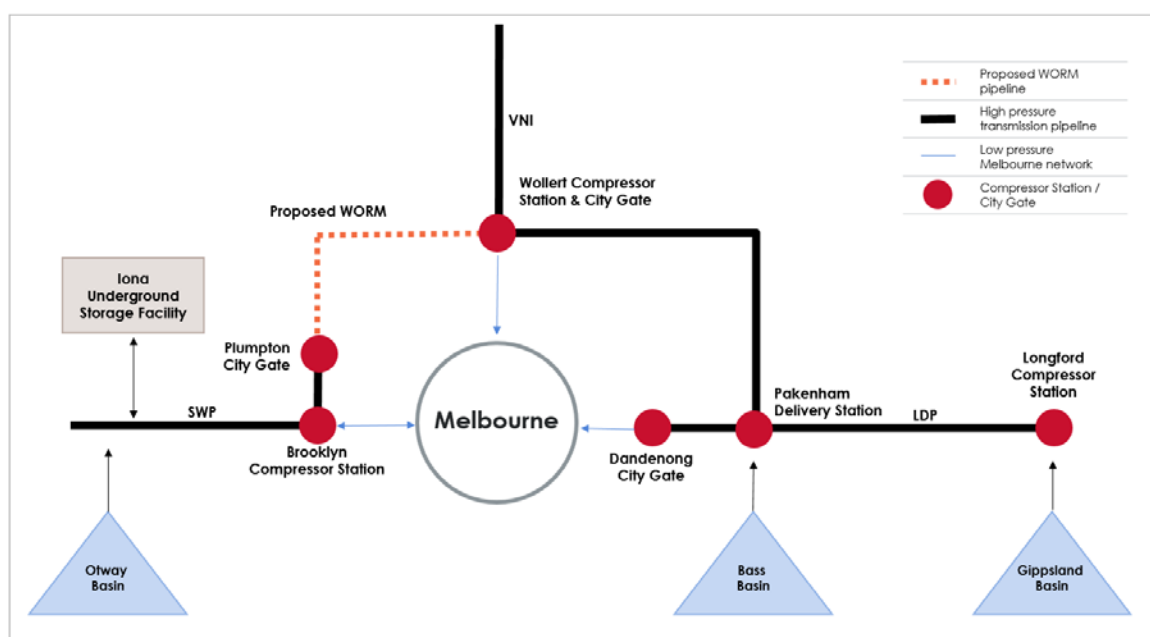 VNI
Proposed WORM
pipeline
High pressure
transmission pipeline
Low pressure
Melbourne network
Compressor Station /
City Gate
Wollert Compressor
Station & City Gate
Proposed WORM
Iona
Underground
Storage Facility
Plumpton
City Gate
SWP
Brooklyn
Compressor Station
Melbourne
Dandenong
City Gate
Pakenham
Delivery Station
LDP
Longford
Compressor
Station
Otway
Basin
Bass
Basin
Gippsland
Basin